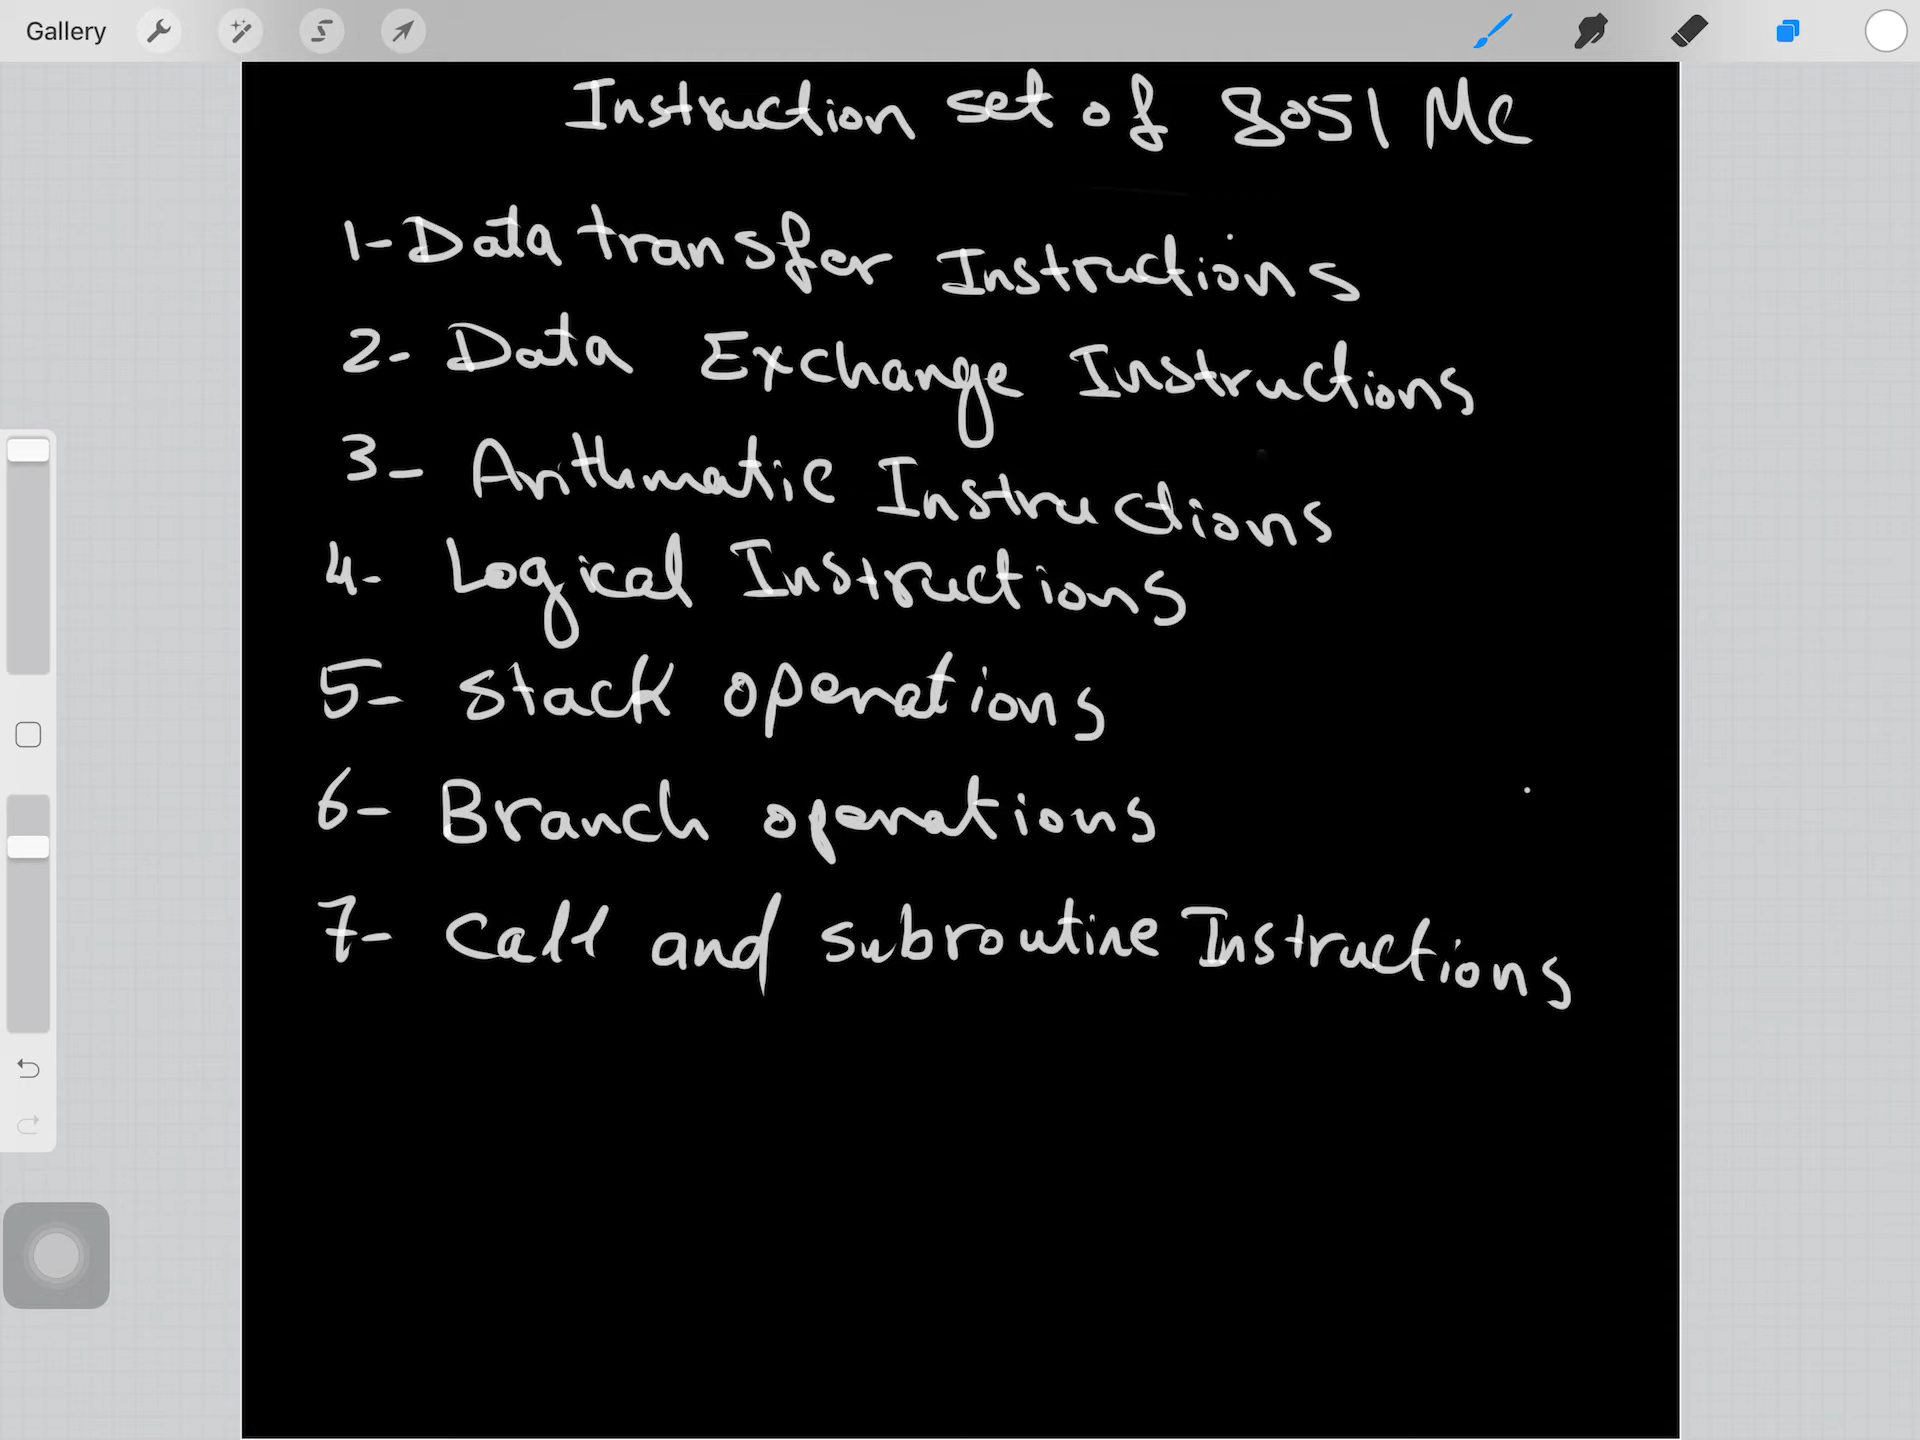 Gallery
Instruction set of 8051 MC
1- Data transfer Instructions
2- Data Exchange Instructions
3- Arithmatic Instructions
4- Logical Instructions
5- Stack operations
6- Branch operations
7- Call and subroutine Instructions